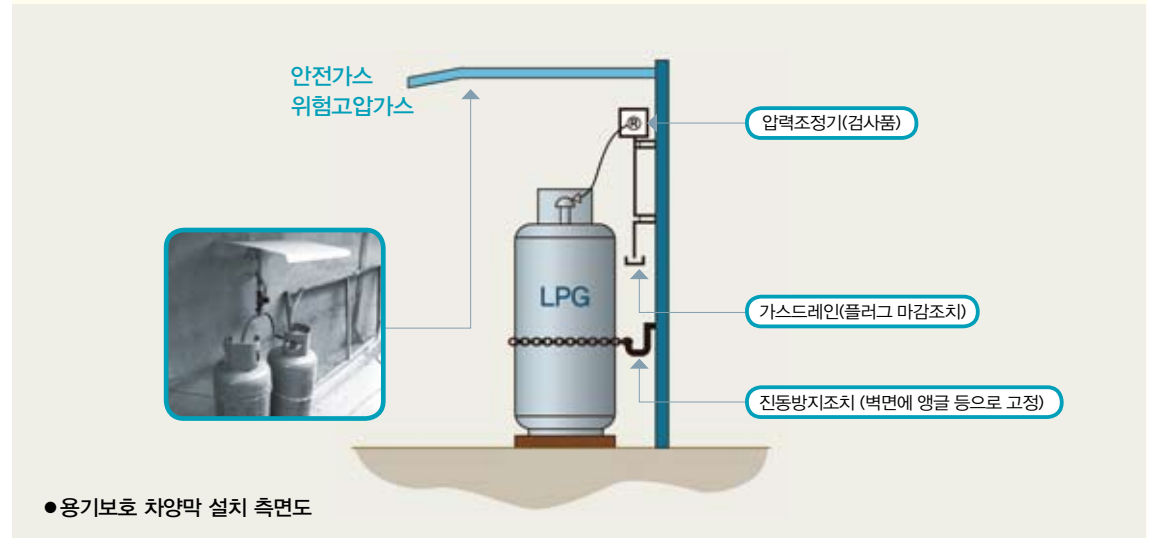 안전가스
위험고압가스
압력조정기(검사품)
R
LPG
가스드레인(플러그 마감조치)
진동방지조치 (벽면에 앵글 등으로 고정)
●용기보호 차양막 설치 측면도